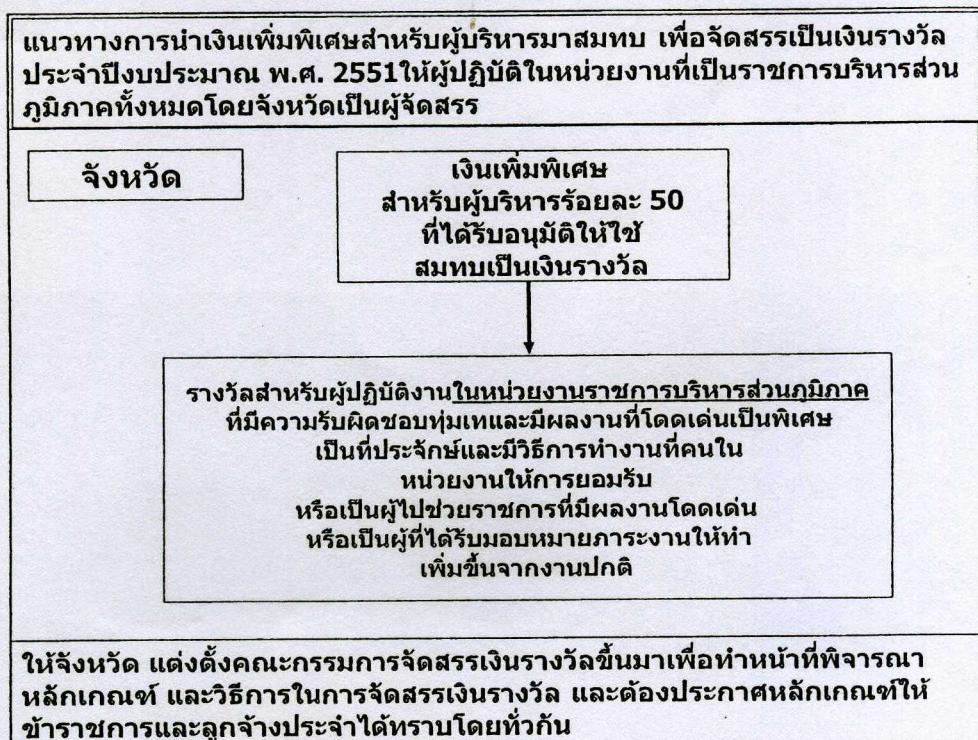 แนวทางการนำเงินเพิ่มพิเศษสำหรับผู้บริหารมาสมทบ เพื่อจัดสรรเป็นเงินรางวัล
ประจำปีงบประมาณ พ.ศ. 2551ให้ผู้ปฏิบัติในหน่วยงานที่เป็นราชการบริหารส่วน
ภูมิภาคทั้งหมดโดยจังหวัดเป็นผู้จัดสรร
จังหวัด
เงินเพิ่มพิเศษ
สำหรับผู้บริหารร้อยละ 50
ที่ได้รับอนุมัติให้ใช้
สมทบเป็นเงินรางวัล
รางวัลสำหรับผู้ปฏิบัติงานในหน่วยงานราชการบริหารส่วนภูมิภาค
ที่มีความรับผิดชอบทุ่มเทและมีผลงานที่โดดเด่นเป็นพิเศษ
เป็นที่ประจักษ์และมีวิธีการทำงานที่คนใน
หน่วยงานให้การยอมรับ
หรือเป็นผู้ไปช่วยราชการที่มีผลงานโดดเด่น
หรือเป็นผู้ที่ได้รับมอบหมายภาระงานให้ทำ
เพิ่มขึ้นจากงานปกติ
ให้จังหวัด แต่งตั้งคณะกรรมการจัดสรรเงินรางวัลขึ้นมาเพื่อทำหน้าที่พิจารณา
หลักเกณฑ์ และวิธีการในการจัดสรรเงินรางวัล และต้องประกาศหลักเกณฑ์ให้
ข้าราชการและลูกจ้างประจำได้ทราบโดยทั่วกัน